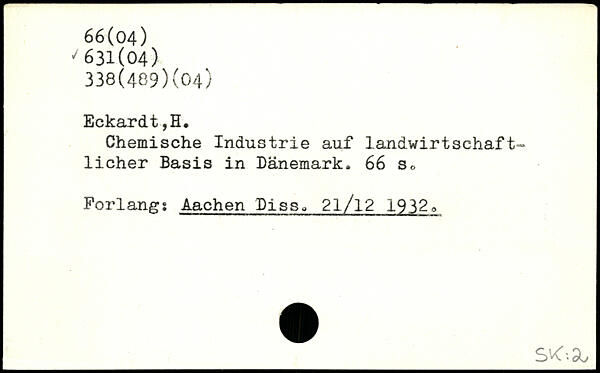 66(04)
✓ 631(04)
338(489)(04)
Eckardt,H.
Chemische Industrie auf landwirtschaft-
licher Basis in Dänemark. 66 s.
Forlang: Aachen Diss. 21/12 1932.
SK:2